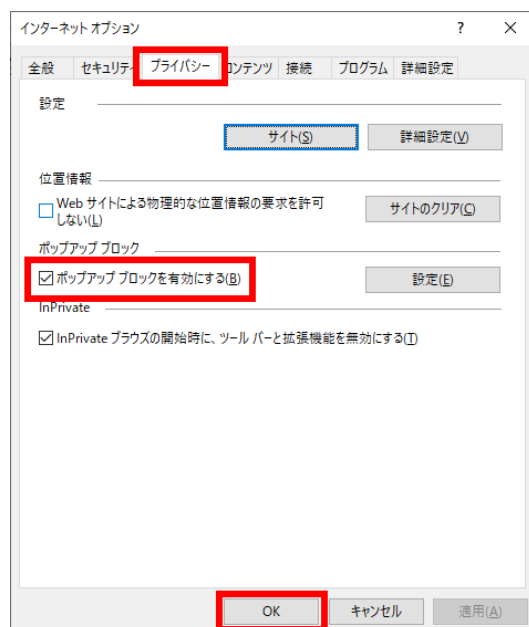 インターネット オプション ? ×
全般 セキュリティ プライバシー コンテンツ 接続 プログラム 詳細設定
設定
サイト(S) 詳細設定(V)
位置情報
Web サイトによる物理的な位置情報の要求を許可
しない(L)
サイトのクリア(C)
ポップアップ ブロック
ポップアップ ブロックを有効にする(B) 設定(E)
InPrivate
InPrivate ブラウズの開始時に、ツール バーと拡張機能を無効にする(T)
OK キャンセル 適用(A)